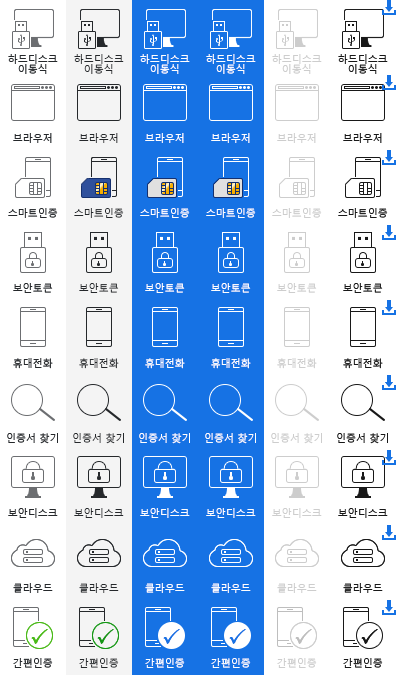 하드디스크 하드디스크 하드디스크 하드디스크 하드디스크 하드디스크
이동식 이동식 이동식 이동식 이동식 이동식
브라우저 브라우저 브라우저 브라우저 브라우저 브라우저
스마트인증 스마트인증 스마트인증 스마트인증 스마트인증 스마트인증
보안토큰 보안토큰 보안토큰 보안토큰 보안토큰 보안토큰
휴대전화 휴대전화 휴대전화 휴대전화 휴대전화 휴대전화
인증서 찾기 인증서 찾기 인증서 찾기 인증서 찾기 인증서 찾기 인증서 찾기
보안디스크 보안디스크 보안디스크 보안디스크 보안디스크 보안디스크
클라우드 클라우드 클라우드 클라우드 클라우드 클라우드
간편인증 간편인증 간편인증 간편인증 간편인증 간편인증